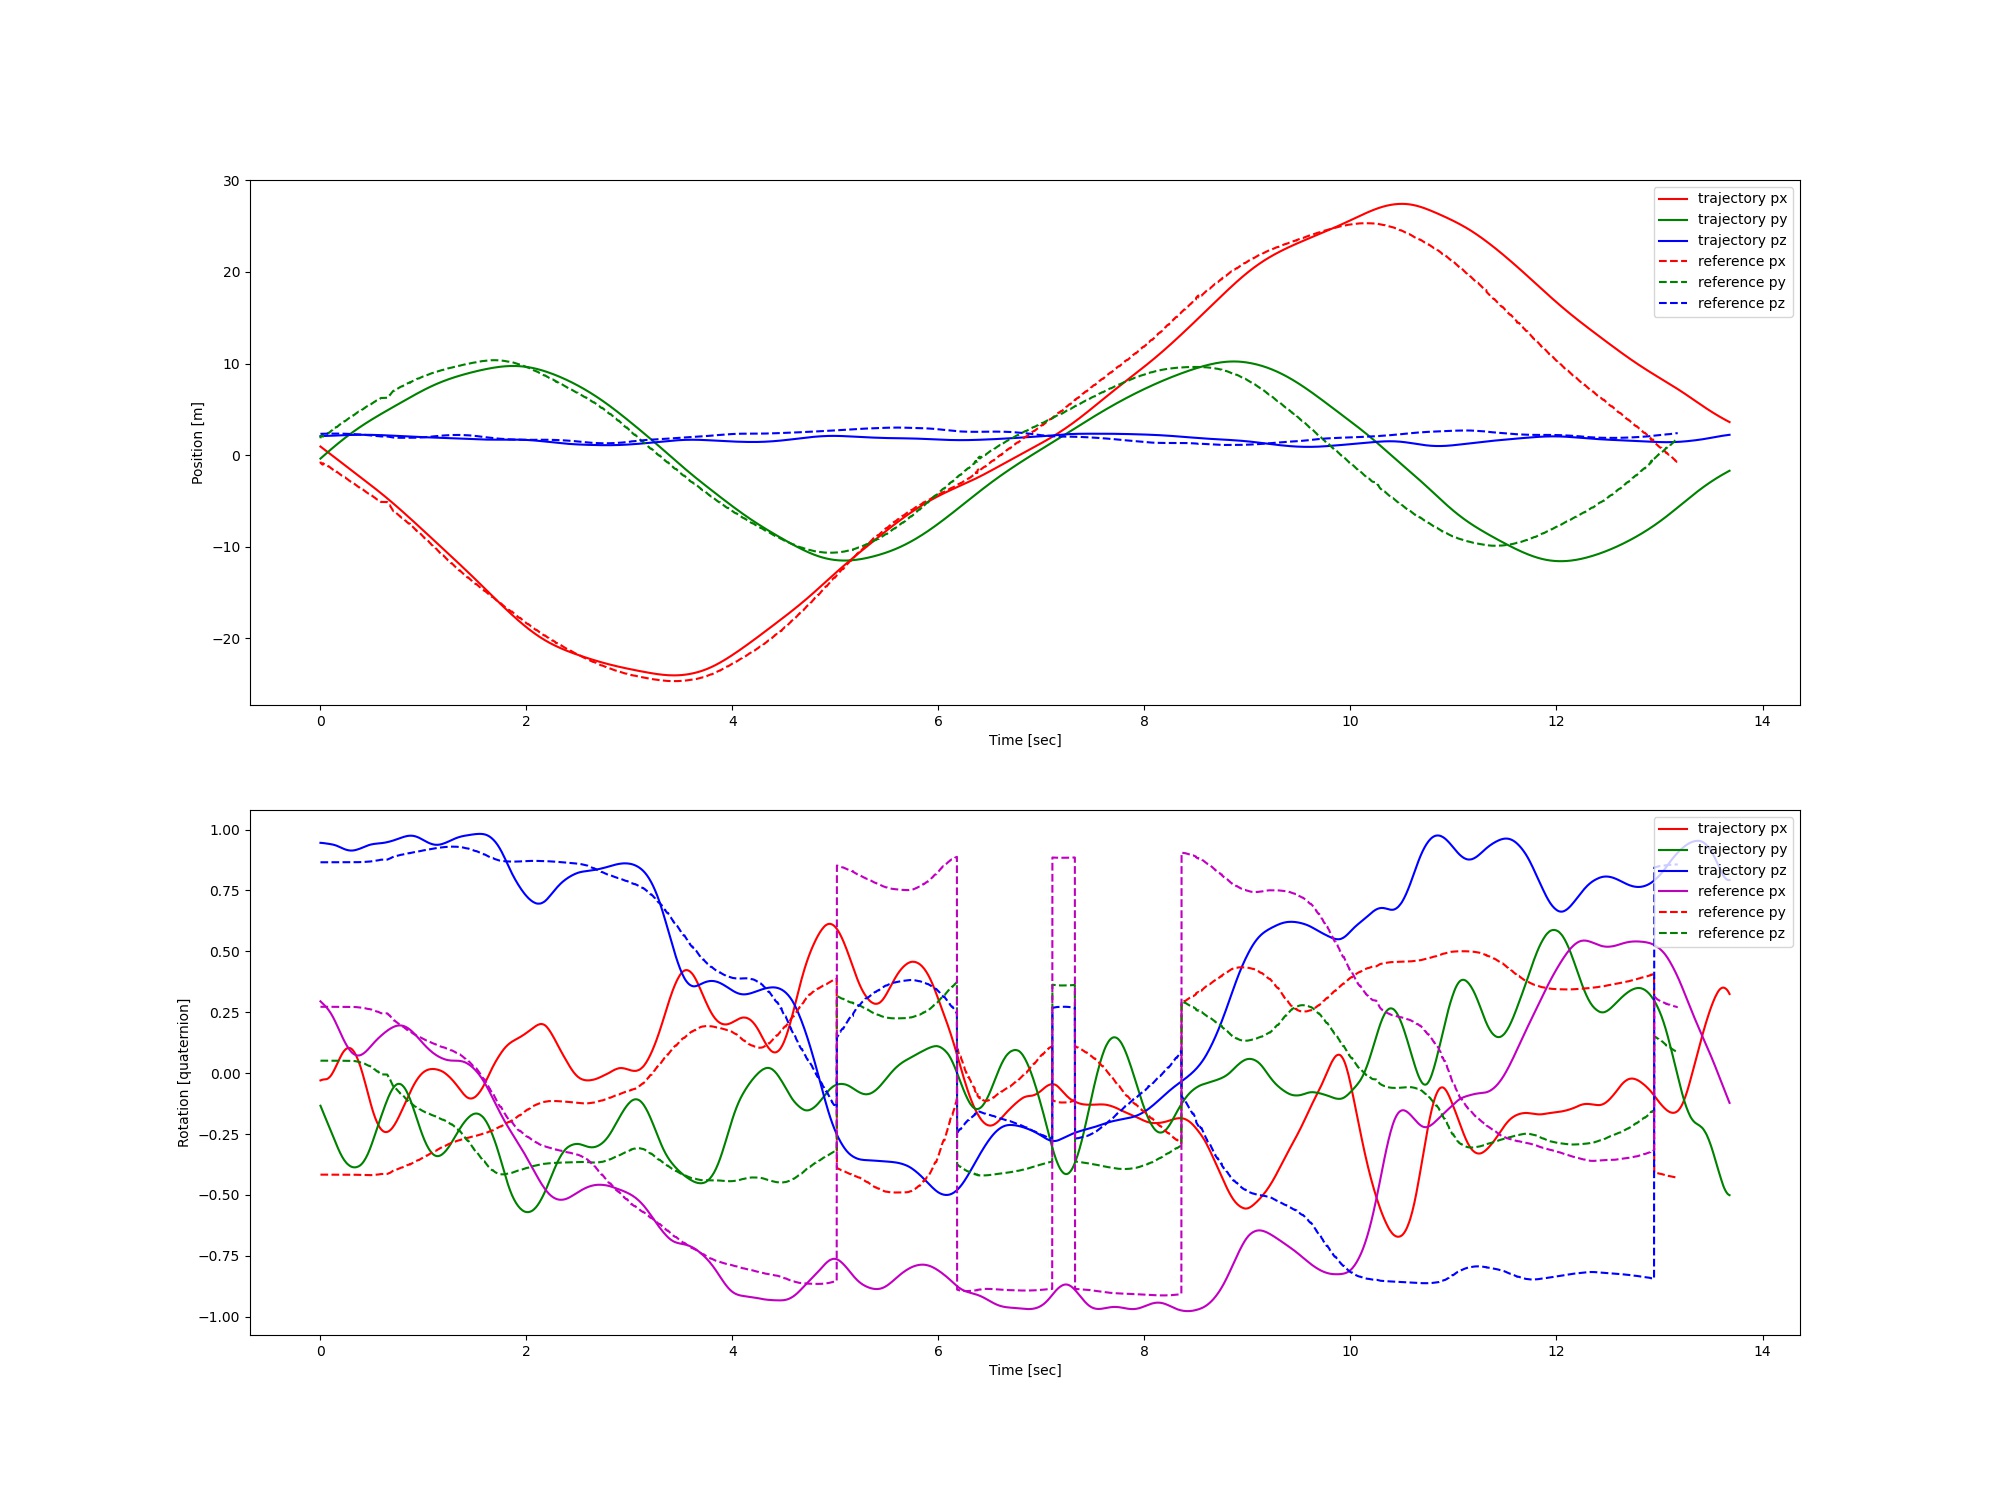 30
20
10
0
−10
−20
Position [m]
0 2 4 6 8 10 12 14
Time [sec]
trajectory px
trajectory py
trajectory pz
reference px
reference py
reference pz
1.00
0.75
0.50
0.25
0.00
−0.25
−0.50
−0.75
−1.00
Rotation [quaternion]
0 2 4 6 8 10 12 14
Time [sec]
trajectory px
trajectory py
trajectory pz
reference px
reference py
reference pz